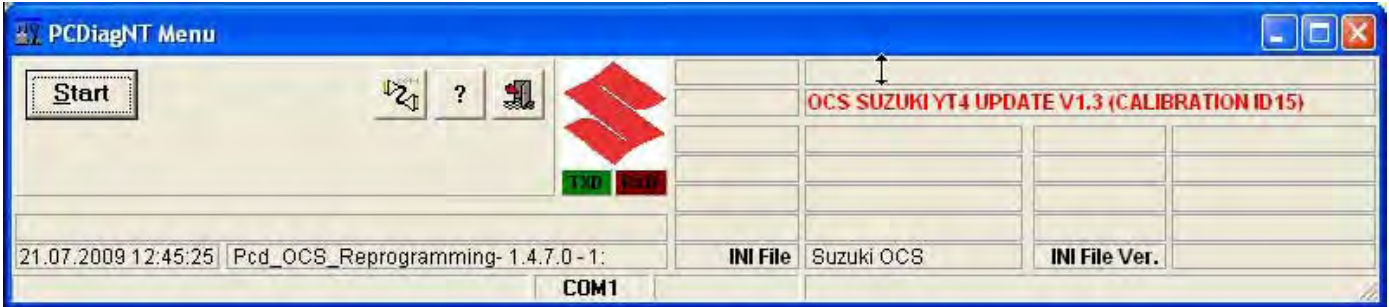 PCDiagNT Menu
Start
?
OCS SUZUKI YT4 UPDATE V1.3 (CALIBRATION ID15)
TXD RXD
21.07.2009 12:45:25 Pcd_OCS_Reprogramming- 1.4.7.0 - 1: INI File Suzuki OCS INI File Ver.
COM1